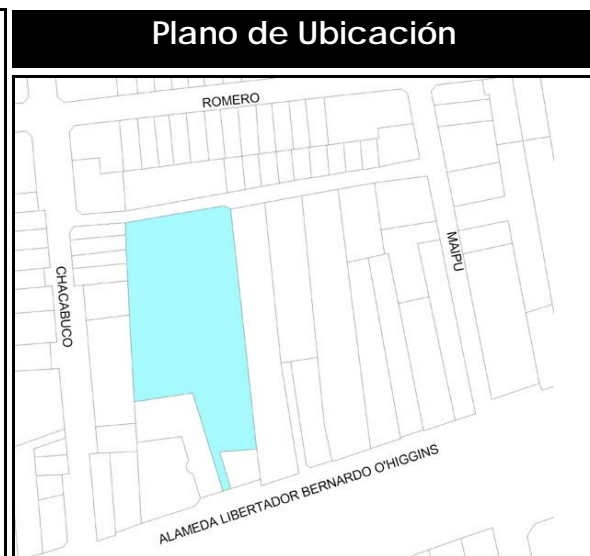 Plano de Ubicación
ROMERO
MAIPU
CHACABUCO
ALAMEDA LIBERTADOR BERNARDO O'HIGGINS